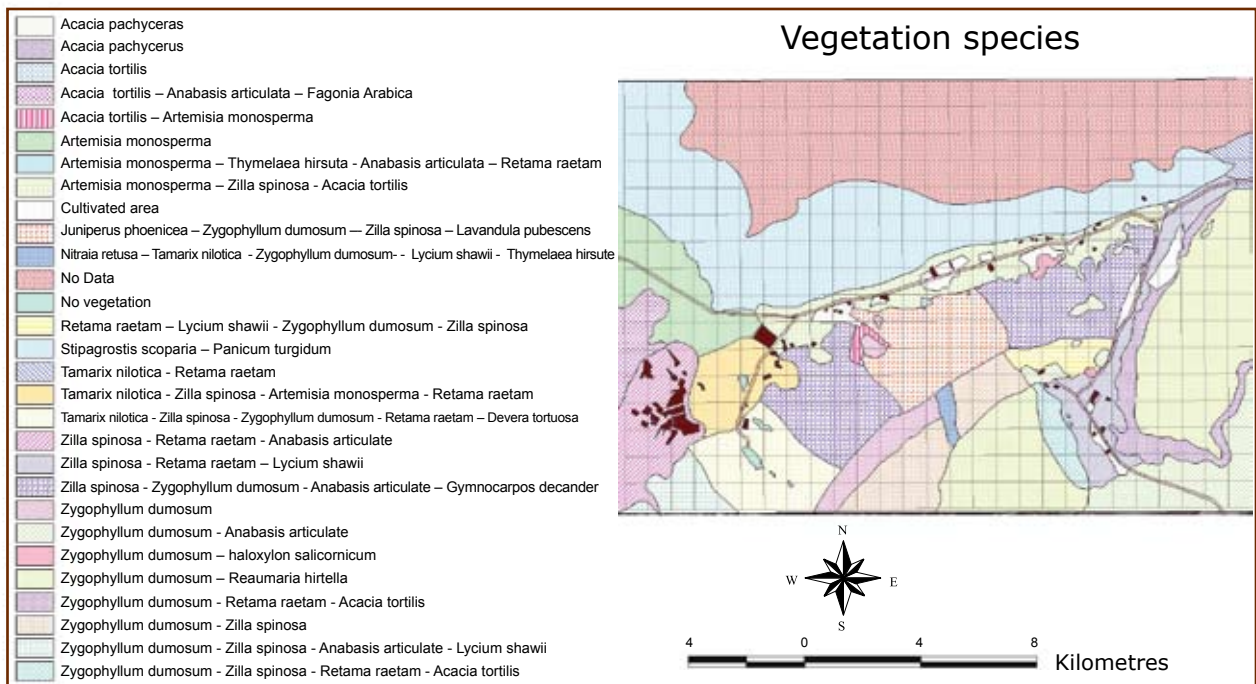 Vegetation species
Acacia pachyceras
Acacia pachycerus
Acacia tortilis
Acacia tortilis – Anabasis articulata – Fagonia Arabica
Acacia tortilis – Artemisia monosperma
Artemisia monosperma
Artemisia monosperma – Thymelaea hirsuta - Anabasis articulata – Retama raetam
Artemisia monosperma – Zilla spinosa - Acacia tortilis
Cultivated area
Juniperus phoenicea – Zygophyllum dumosum –- Zilla spinosa – Lavandula pubescens
Nitraia retusa – Tamarix nilotica - Zygophyllum dumosum- - Lycium shawii - Thymelaea hirsute
No Data
No vegetation
Retama raetam – Lycium shawii - Zygophyllum dumosum - Zilla spinosa
Stipagrostis scoparia – Panicum turgidum
Tamarix nilotica - Retama raetam
Tamarix nilotica - Zilla spinosa - Artemisia monosperma - Retama raetam
Tamarix nilotica - Zilla spinosa - Zygophyllum dumosum - Retama raetam – Devera tortuosa
Zilla spinosa - Retama raetam - Anabasis articulate
Zilla spinosa - Retama raetam – Lycium shawii
Zilla spinosa - Zygophyllum dumosum - Anabasis articulate – Gymnocarpos decander
Zygophyllum dumosum
Zygophyllum dumosum - Anabasis articulate
Zygophyllum dumosum – haloxylon salicornicum
Zygophyllum dumosum – Reaumaria hirtella
Zygophyllum dumosum - Retama raetam - Acacia tortilis
Zygophyllum dumosum - Zilla spinosa
Zygophyllum dumosum - Zilla spinosa - Anabasis articulate - Lycium shawii
Zygophyllum dumosum - Zilla spinosa - Retama raetam - Acacia tortilis
N
W E
S
4 0 4 8
Kilometres